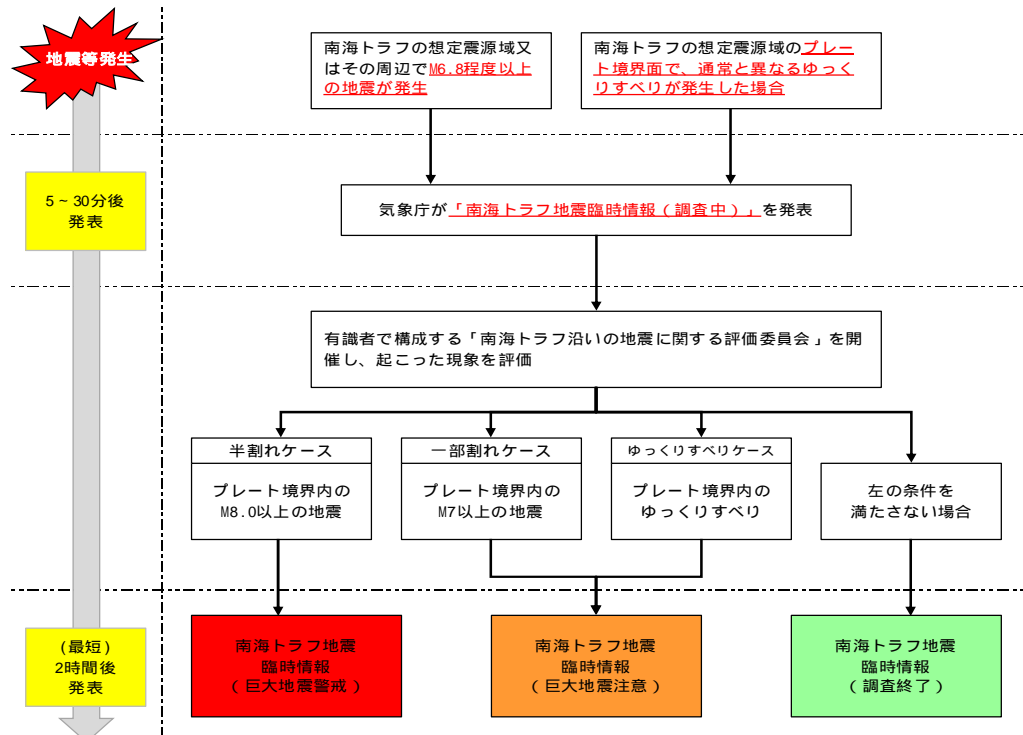 地震等発生
南海トラフの想定震源域又
はその周辺でM6.8程度以上
の地震が発生
南海トラフの想定震源域のプレー
ト境界面で、通常と異なるゆっく
りすべりが発生した場合
5~30分後
発表
気象庁が「南海トラフ地震臨時情報(調査中)」を発表
有識者で構成する「南海トラフ沿いの地震に関する評価委員会」を開
催し、起こった現象を評価
半割れケース
プレート境界内の
M8.0以上の地震
一部割れケース
プレート境界内の
M7以上の地震
ゆっくりすべりケース
プレート境界内の
ゆっくりすべり
左の条件を
満たさない場合
(最短)
2時間後
発表
南海トラフ地震
臨時情報
(巨大地震警戒)
南海トラフ地震
臨時情報
(巨大地震注意)
南海トラフ地震
臨時情報
(調査終了)